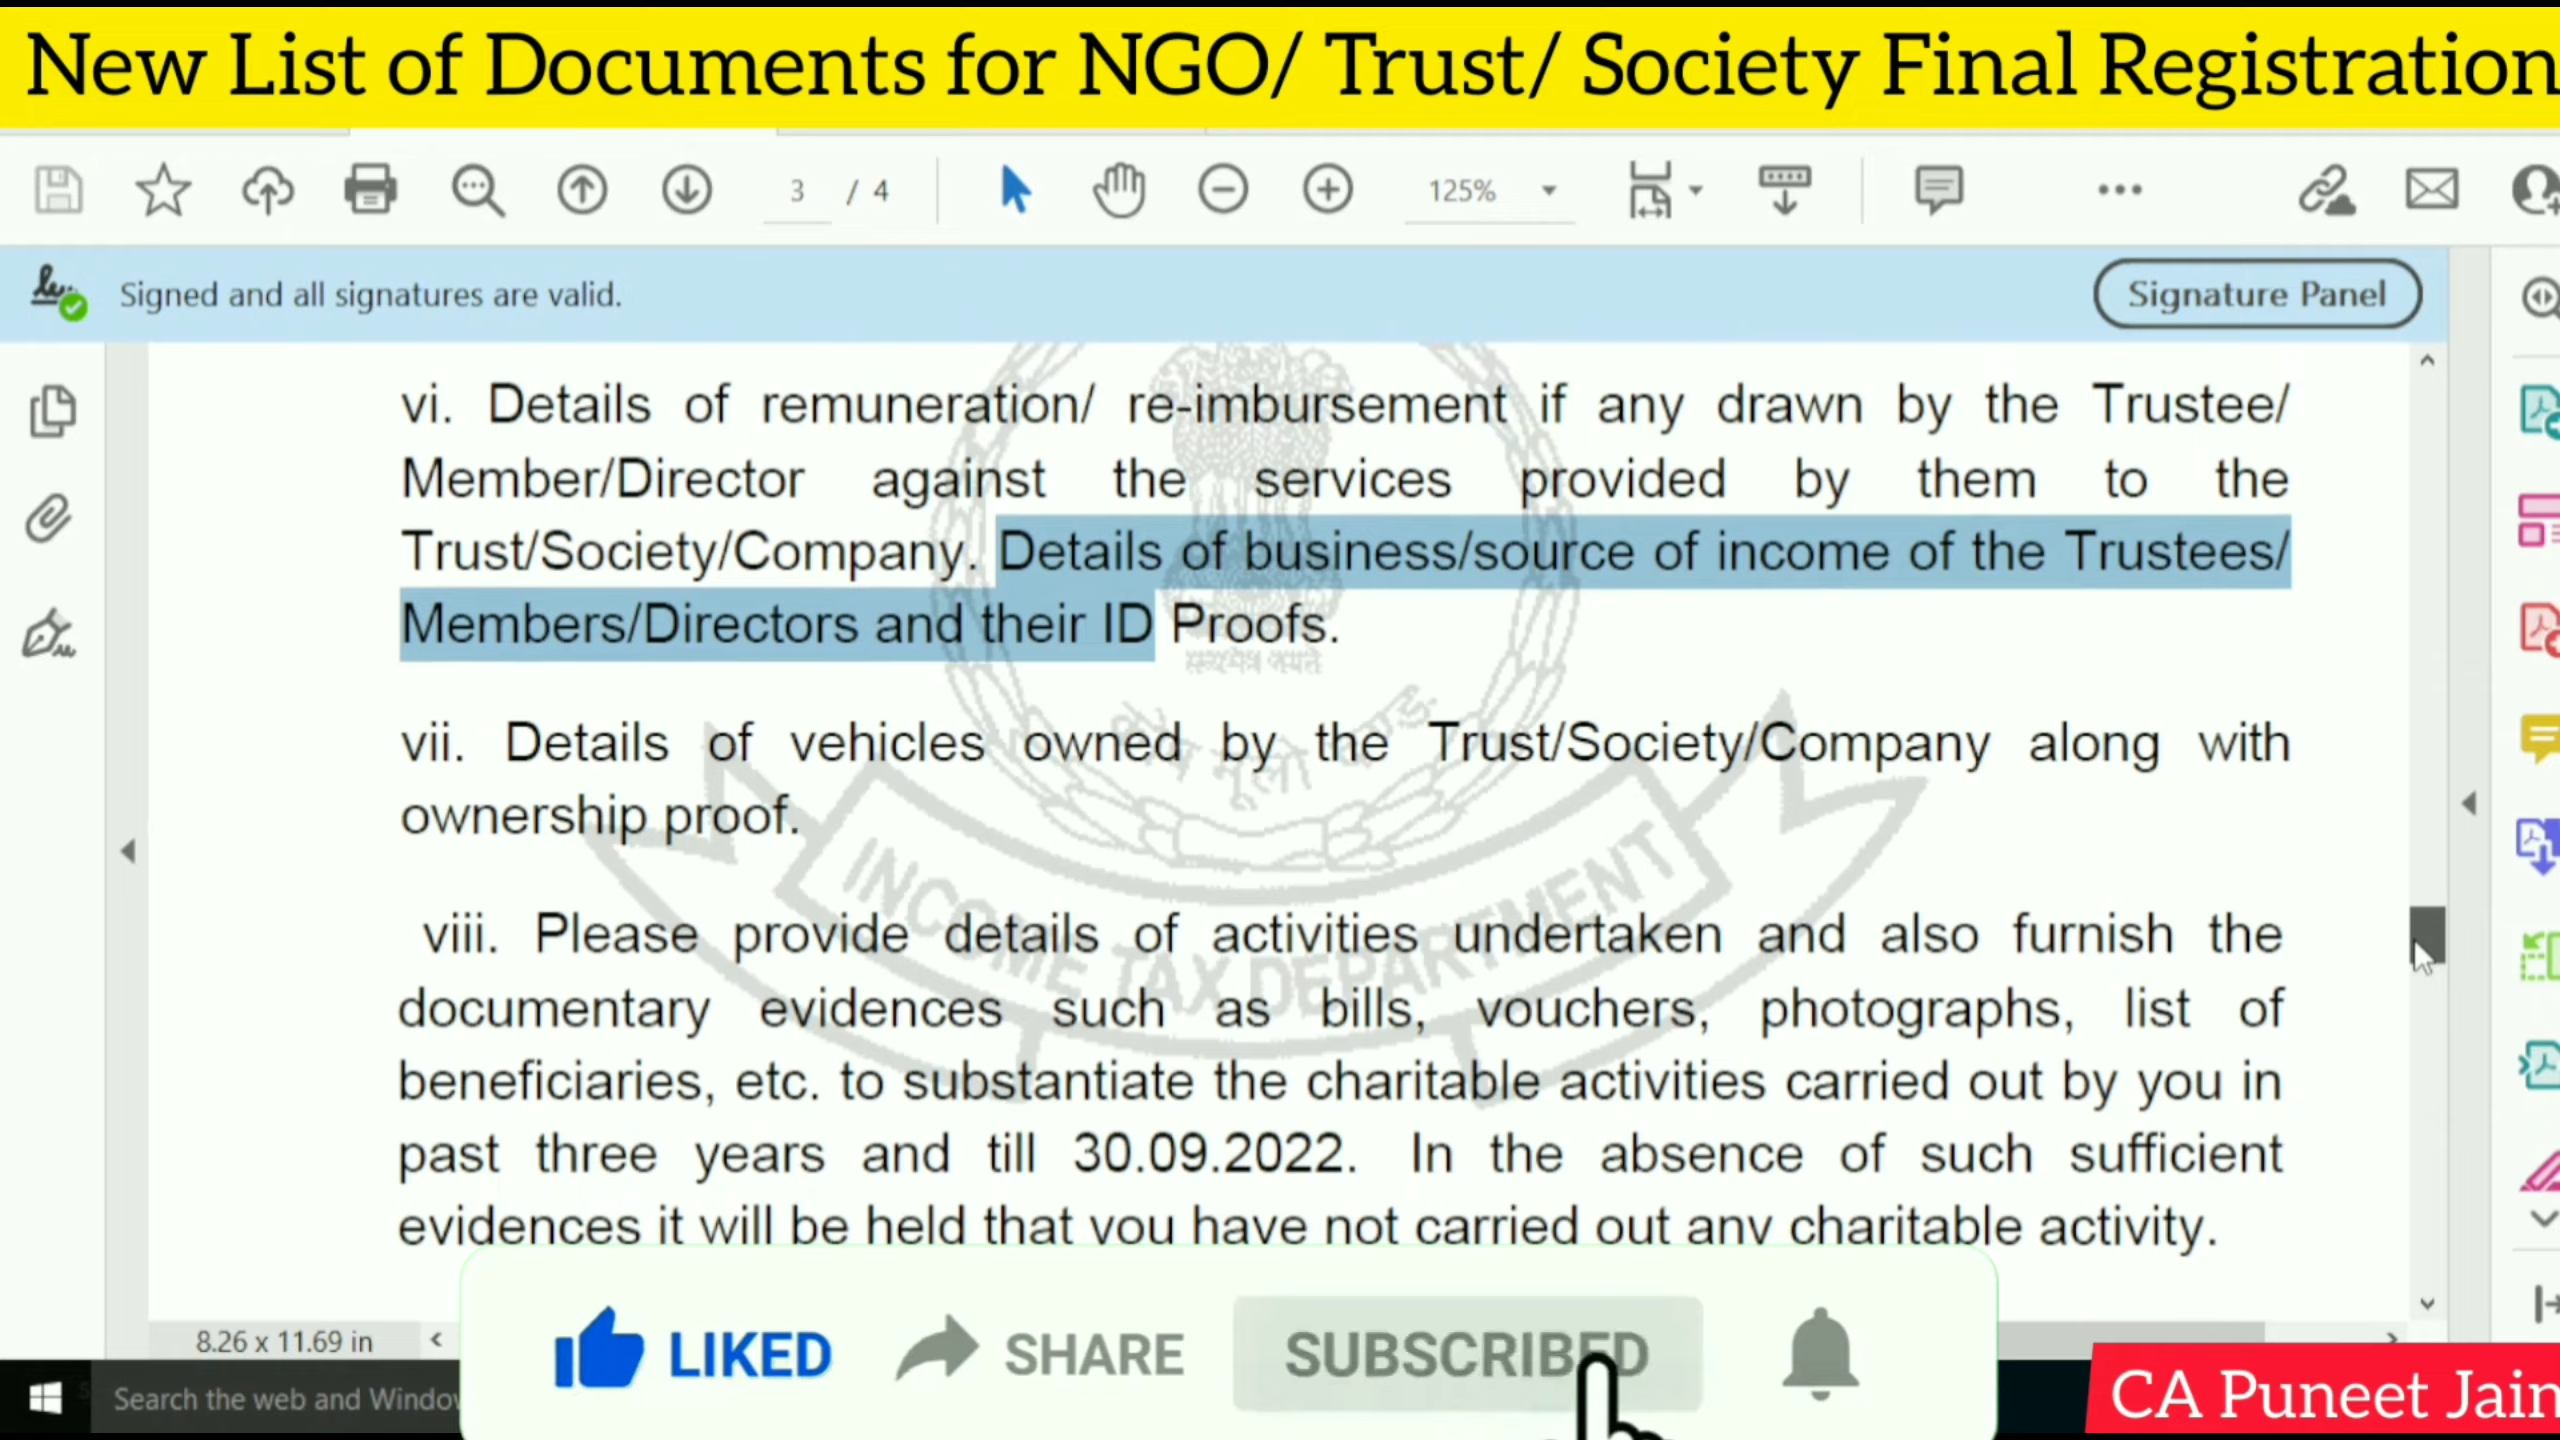 New List of Documents for NGO/ Trust/ Society Final Registration
3 / 4
125%
Signed and all signatures are valid.
Signature Panel
vi. Details of remuneration/ re-imbursement if any drawn by the Trustee/
Member/Director against the services provided by them to the
Trust/Society/Company. Details of business/source of income of the Trustees/
Members/Directors and their ID Proofs.
सत्यमेव जयते
vii. Details of vehicles owned by the Trust/Society/Company along with
ownership proof.
INCOME TAX DEPARTMENT
viii. Please provide details of activities undertaken and also furnish the
documentary evidences such as bills, vouchers, photographs, list of
beneficiaries, etc. to substantiate the charitable activities carried out by you in
past three years and till 30.09.2022. In the absence of such sufficient
evidences it will be held that you have not carried out any charitable activity.
8.26 x 11.69 in
LIKED
SHARE
SUBSCRIBED
Search the web and Window
CA Puneet Jain